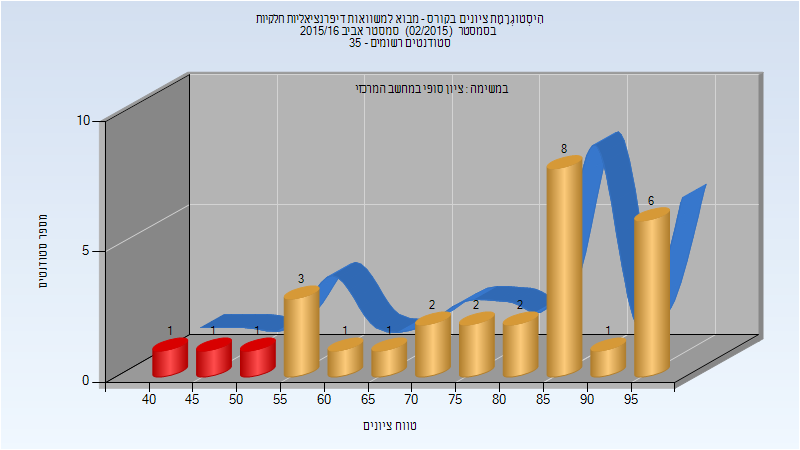 היסטוגרמת ציונים בקורס - מבוא למשוואות דיפרנציאליות חלקיות
בסמסטר (02/2015) סמסטר אביב 2015/16
סטודנטים רשומים - 35
במשימה : ציון סופי במחשב המרכזי
10
5
0
מספר סטודנטים
1 1 1 3 1 1 2 2 2 8 1 6
40 45 50 55 60 65 70 75 80 85 90 95
טווח ציונים